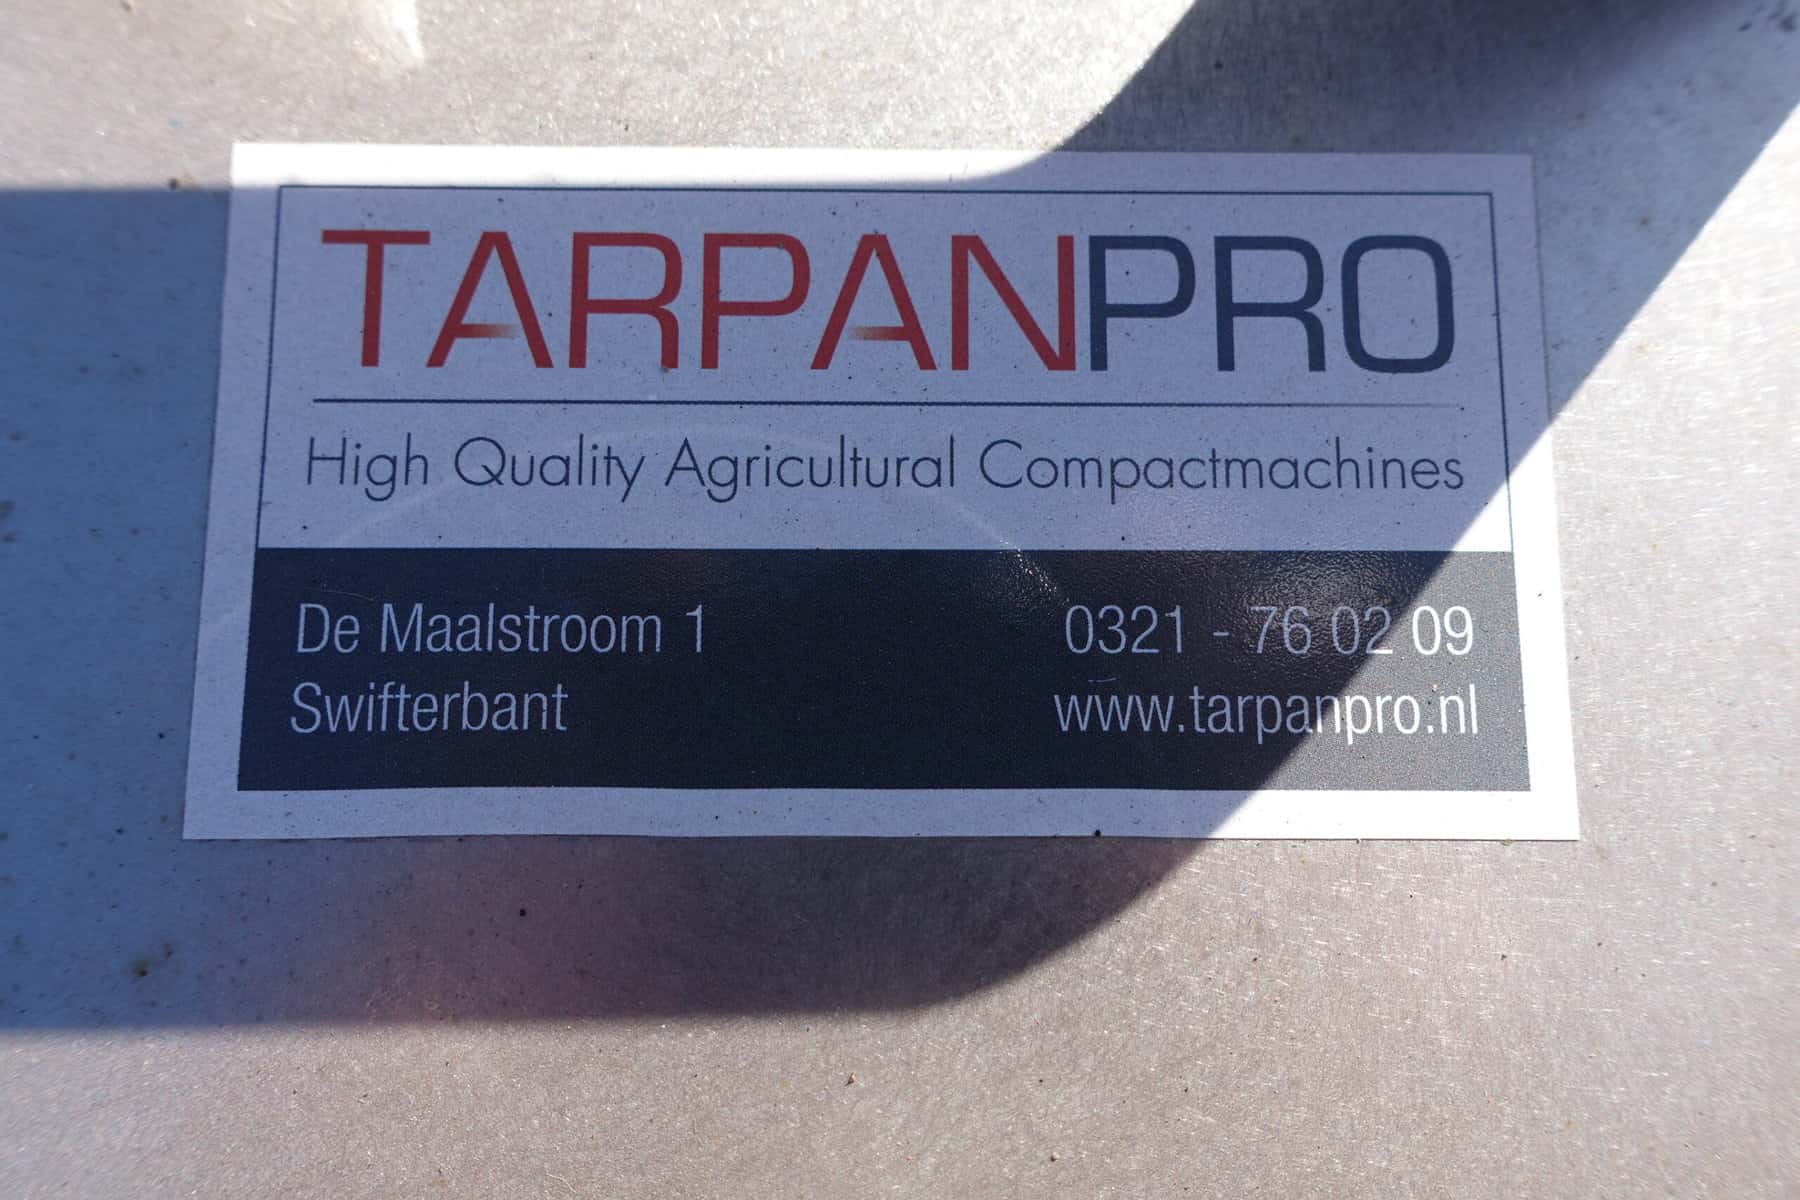 TARPANPRO
High Quality Agricultural Compactmachines
De Maalstroom 1
Swifterbant
0321 - 76 02 09
www.tarpanpro.nl